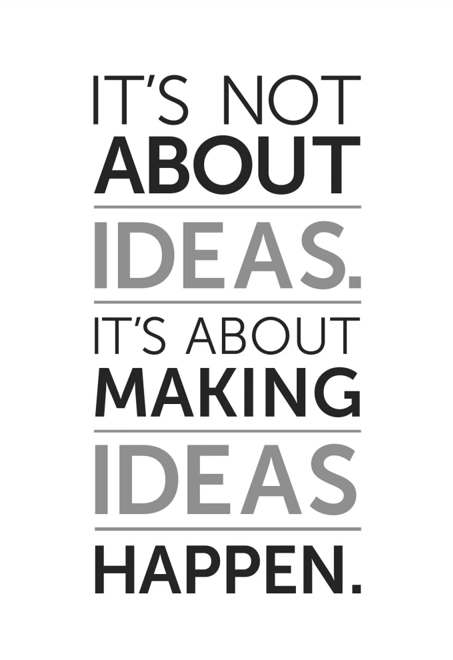 IT'S NOT
ABOUT
IDEAS.
IT'S ABOUT
MAKING
IDEAS
HAPPEN.